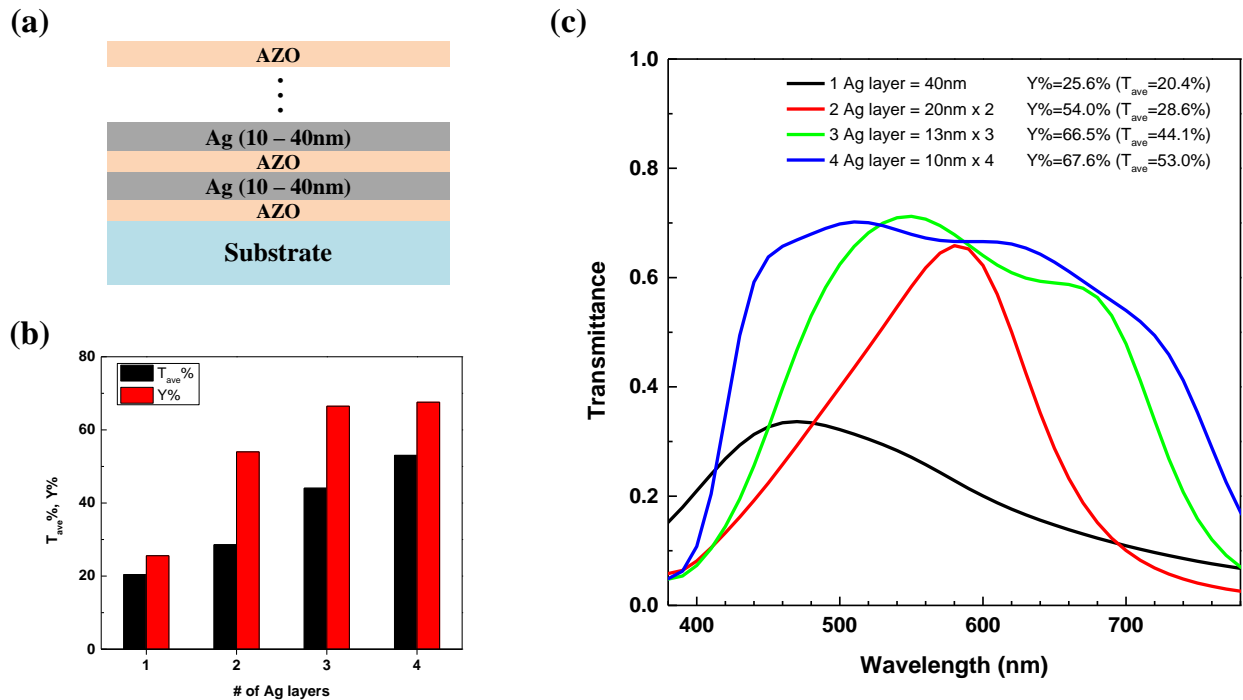 (a)
AZO
Ag (10 – 40nm)
AZO
Ag (10 – 40nm)
AZO
Substrate
(b)
80
60
40
20
0
T_ave%, Y%
T_ave%
Y%
1 2 3 4
# of Ag layers
(c)
1.0
0.8
0.6
0.4
0.2
0.0
Transmittance
1 Ag layer = 40nm Y%=25.6% (T_ave=20.4%)
2 Ag layer = 20nm x 2 Y%=54.0% (T_ave=28.6%)
3 Ag layer = 13nm x 3 Y%=66.5% (T_ave=44.1%)
4 Ag layer = 10nm x 4 Y%=67.6% (T_ave=53.0%)
400 500 600 700
Wavelength (nm)